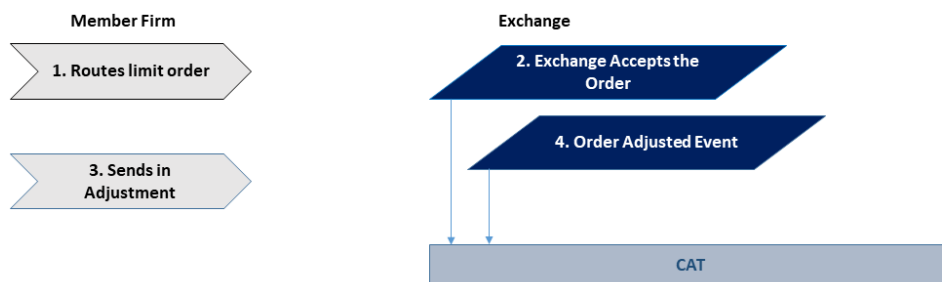 Member Firm
Exchange
1. Routes limit order
2. Exchange Accepts the
Order
4. Order Adjusted Event
3. Sends in
Adjustment
CAT